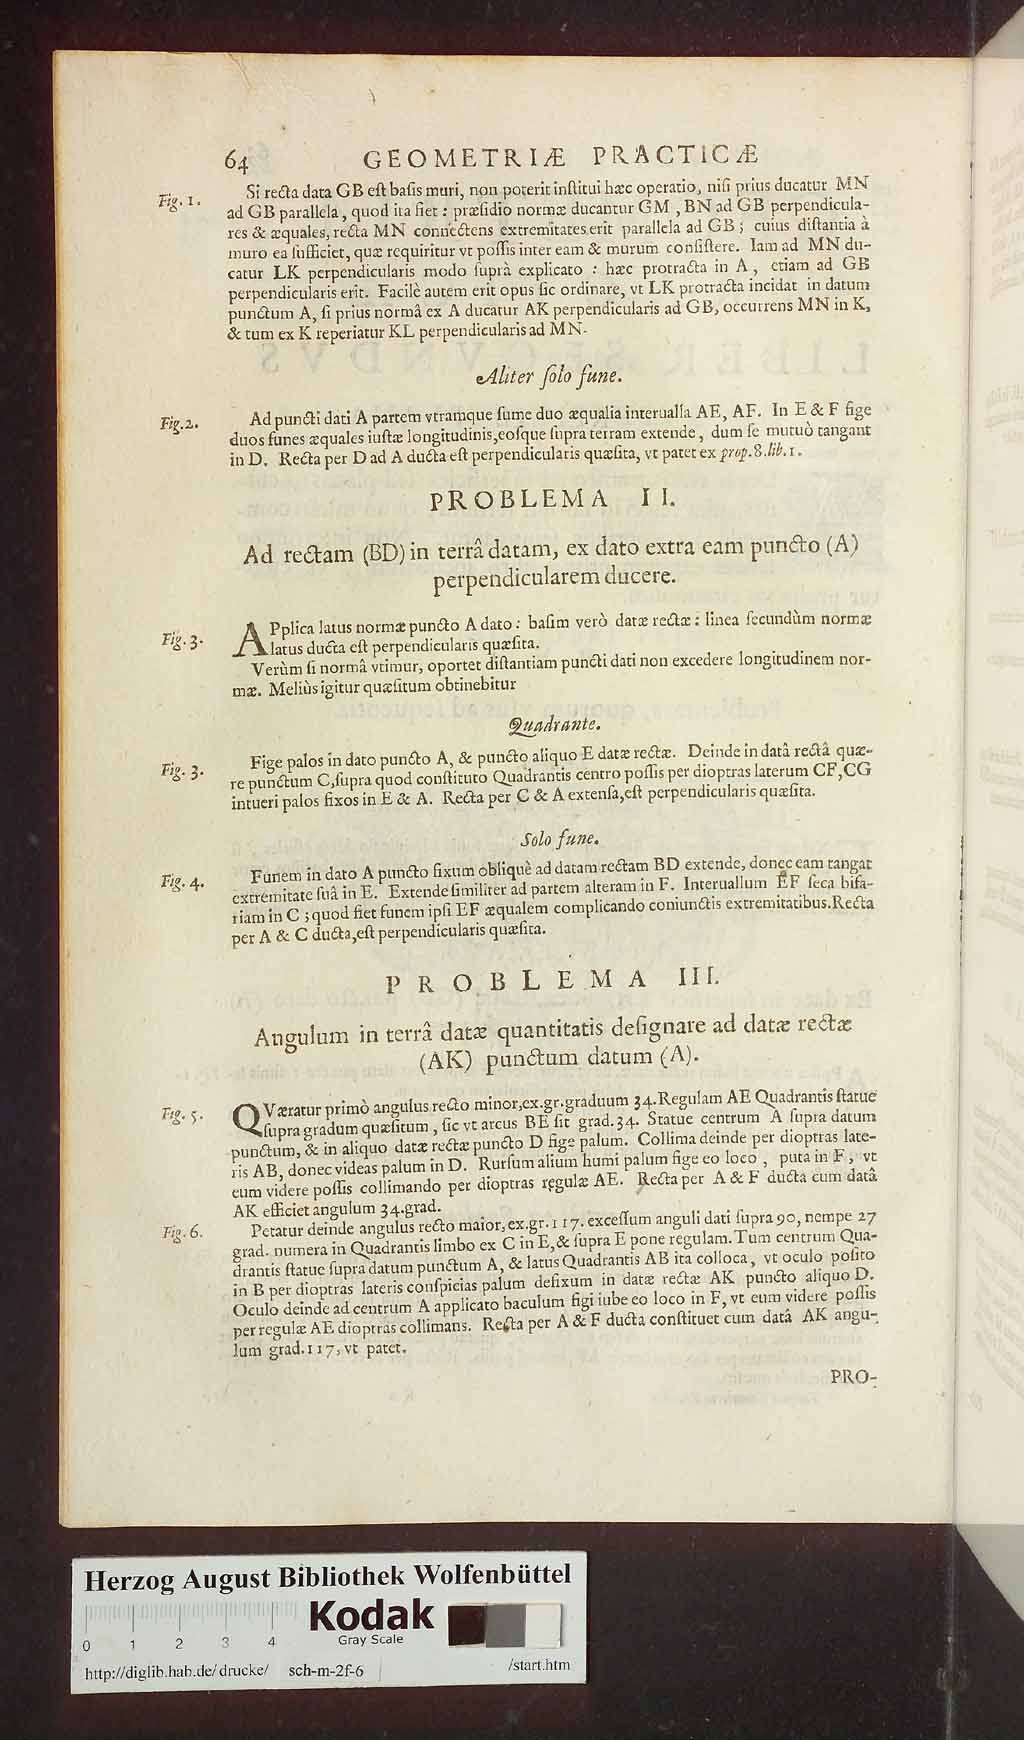 64 GEOMETRIÆ PRACTICÆ
Fig. 1. Si recta data GB eſt baſis muri, non poterit inſtitui hæc operatio, niſi prius ducatur MN
ad GB parallela, quod ita fiet : præſidio normæ ducantur GM , BN ad GB perpendicula-
res & æquales, recta MN connectens extremitates erit parallela ad GB ; cuius diſtantia à
muro ea ſufficiet, quæ requiritur vt poſſis inter eam & murum conſiſtere. Iam ad MN du-
catur LK perpendicularis modo ſuprà explicato : hæc protracta in A , etiam ad GB
perpendicularis erit. Facilè autem erit opus ſic ordinare, vt LK protracta incidat in datum
punctum A, ſi prius normâ ex A ducatur AK perpendicularis ad GB, occurrens MN in K,
& tum ex K reperiatur KL perpendicularis ad MN.
Aliter ſolo fune.
Fig. 2. Ad puncti dati A partem vtramque ſume duo æqualia interualla AE, AF. In E & F fige
duos funes æquales iuſtæ longitudinis, eoſque ſupra terram extende , dum ſe mutuò tangant
in D. Recta per D ad A ducta eſt perpendicularis quæſita, vt patet ex prop. 8. lib. 1.
PROBLEMA II.
Ad rectam (BD) in terrâ datam, ex dato extra eam puncto (A)
perpendicularem ducere.
Fig. 3. APplica latus normæ puncto A dato : baſim verò datæ rectæ : linea ſecundùm normæ
latus ducta eſt perpendicularis quæſita.
Verùm ſi normâ vtimur, oportet diſtantiam puncti dati non excedere longitudinem nor-
mæ. Meliùs igitur quæſitum obtinebitur
Quadrante.
Fig. 3. Fige palos in dato puncto A, & puncto aliquo E datæ rectæ. Deinde in datâ rectâ quæ-
re punctum C, ſupra quod conſtituto Quadrantis centro poſſis per dioptras laterum CF, CG
intueri palos fixos in E & A. Recta per C & A extenſa, eſt perpendicularis quæſita.
Solo fune.
Fig. 4. Funem in dato A puncto fixum obliquè ad datam rectam BD extende, donec eam tangat
extremitate ſuâ in E. Extende ſimiliter ad partem alteram in F. Interuallum EF ſeca bifa-
riam in C ; quod fiet funem ipſi EF æqualem complicando coniunctis extremitatibus. Recta
per A & C ducta, eſt perpendicularis quæſita.
PROBLEMA III.
Angulum in terrâ datæ quantitatis deſignare ad datæ rectæ
(AK) punctum datum (A).
Fig. 5. QVæratur primò angulus recto minor, ex. gr. graduum 34. Regulam AE Quadrantis ſtatue
ſupra gradum quæſitum , ſic vt arcus BE ſit grad. 34. Statue centrum A ſupra datum
punctum, & in aliquo datæ rectæ puncto D fige palum. Collima deinde per dioptras late-
ris AB, donec videas palum in D. Rurſum alium humi palum fige eo loco , puta in F , vt
eum videre poſſis collimando per dioptras regulæ AE. Recta per A & F ducta cum datâ
AK efficiet angulum 34. grad.
Fig. 6. Petatur deinde angulus recto maior, ex. gr. 117. exceſſum anguli dati ſupra 90, nempe 27
grad. numera in Quadrantis limbo ex C in E, & ſupra E pone regulam. Tum centrum Qua-
drantis ſtatue ſupra datum punctum A, & latus Quadrantis AB ita colloca, vt oculo poſito
in B per dioptras lateris conſpicias palum defixum in datæ rectæ AK puncto aliquo D.
Oculo deinde ad centrum A applicato baculum figi iube eo loco in F, vt eum videre poſſis
per regulæ AE dioptras collimans. Recta per A & F ducta conſtituet cum datâ AK angu-
lum grad. 117, vt patet.
PRO-
Herzog August Bibliothek Wolfenbüttel
Kodak
Gray Scale
0 1 2 3 4
http://diglib.hab.de/drucke/ sch-m-2f-6 /start.htm